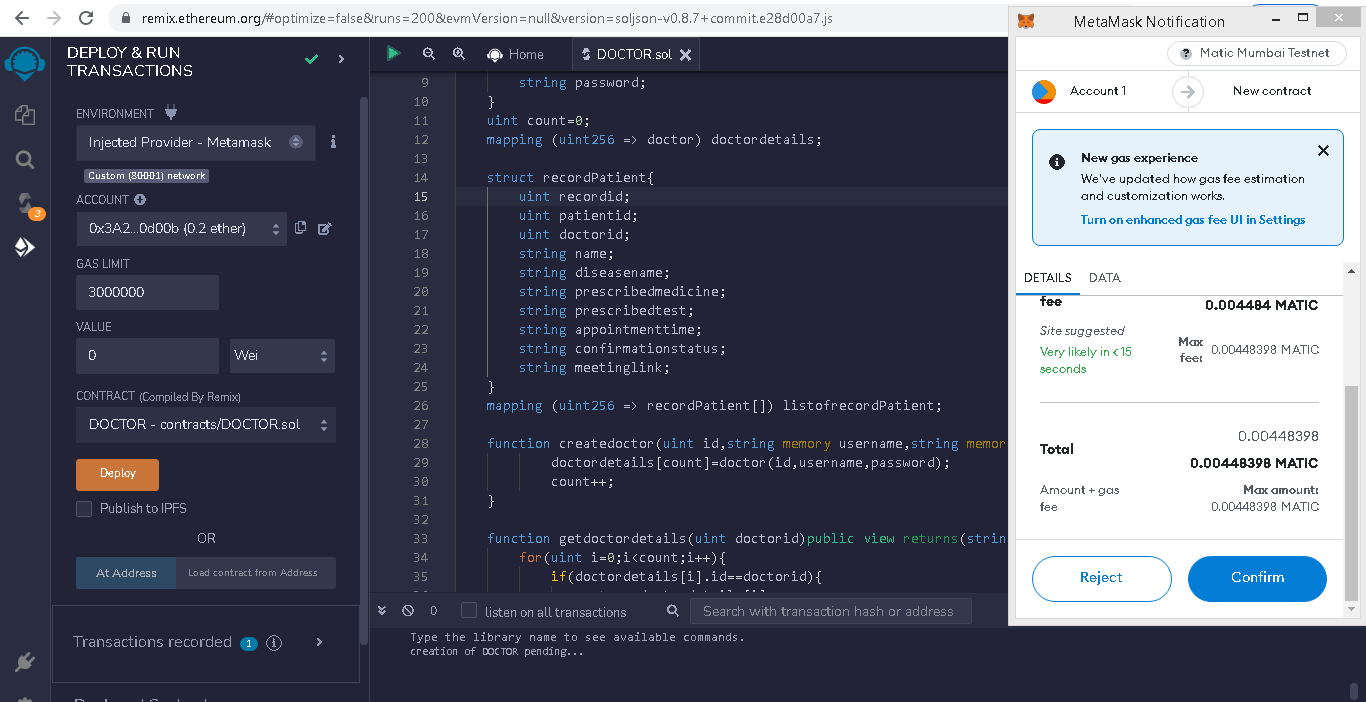 remix.ethereum.org/#optimize=false&runs=200&evmVersion=null&version=soljson-v0.8.7+commit.e28d00a7.js
DEPLOY & RUN
TRANSACTIONS
ENVIRONMENT
Injected Provider - Metamask
Custom (80001) network
ACCOUNT
0x3A2...0d00b (0.2 ether)
GAS LIMIT
3000000
VALUE
0
Wei
CONTRACT (Compiled By Remix)
DOCTOR - contracts/DOCTOR.sol
Deploy
Publish to IPFS
OR
At Address
Load contract from Address
Transactions recorded 1 i
3
Home
DOCTOR.sol
9 string password;
10 }
11 uint count=0;
12 mapping (uint256 => doctor) doctordetails;
13
14 struct recordPatient{
15 uint recordid;
16 uint patientid;
17 uint doctorid;
18 string name;
19 string diseasename;
20 string prescribedmedicine;
21 string prescribedtest;
22 string appointmenttime;
23 string confirmationstatus;
24 string meetinglink;
25 }
26 mapping (uint256 => recordPatient[]) listofrecordPatient;
27
28 function createdoctor(uint id,string memory username,string memor
29 doctordetails[count]=doctor(id,username,password);
30 count++;
31 }
32
33 function getdoctordetails(uint doctorid)public view returns(strin
34 for(uint i=0;i<count;i++){
35 if(doctordetails[i].id==doctorid){
0
listen on all transactions
Search with transaction hash or address
Type the library name to see available commands.
creation of DOCTOR pending...
MetaMask Notification
Matic Mumbai Testnet
Account 1
New contract
New gas experience
We've updated how gas fee estimation
and customization works.
Turn on enhanced gas fee UI in Settings
DETAILS
DATA
fee
0.004484 MATIC
Site suggested
Very likely in < 15
seconds
Max
fee:
0.00448398 MATIC
0.00448398
Total
0.00448398 MATIC
Amount + gas
fee
Max amount:
0.00448398 MATIC
Reject
Confirm